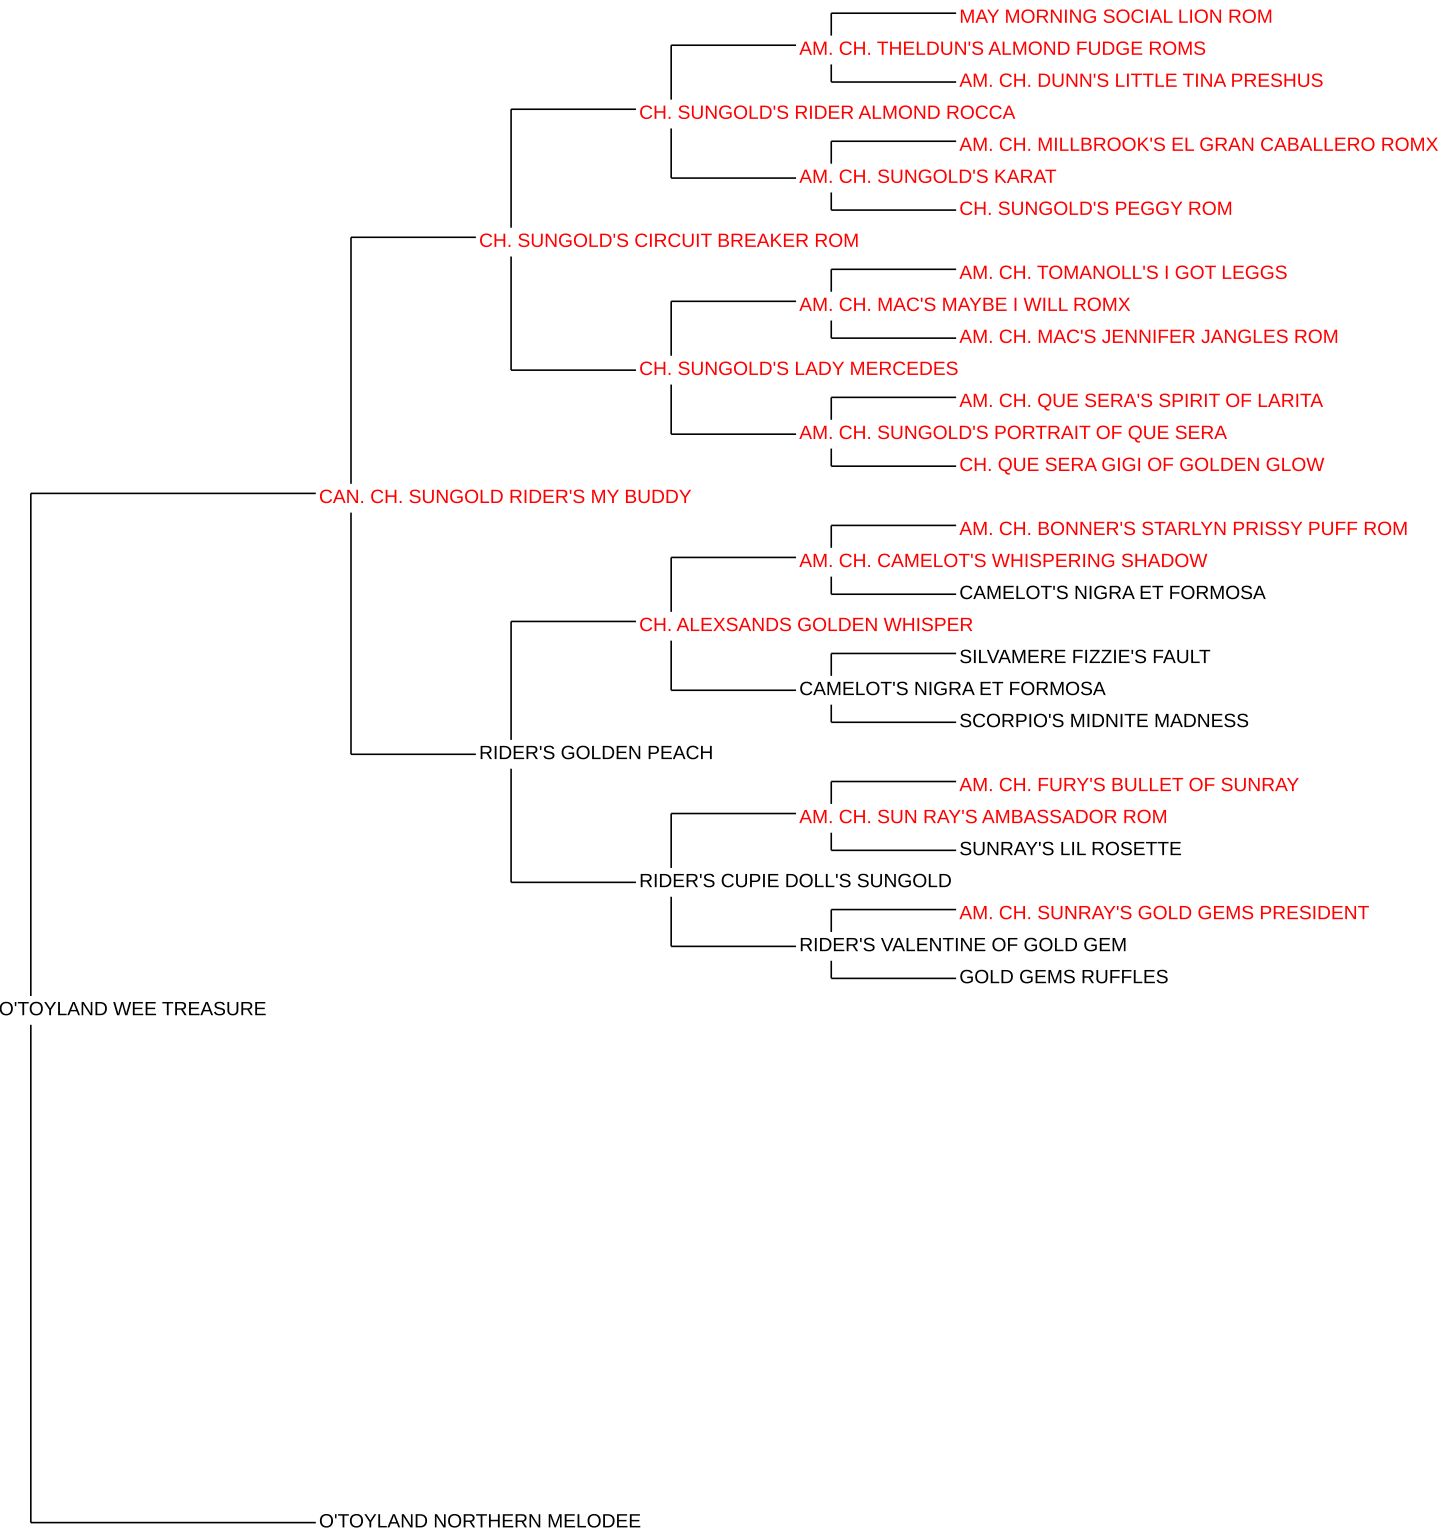 MAY MORNING SOCIAL LION ROM
AM. CH. THELDUN'S ALMOND FUDGE ROMS
AM. CH. DUNN'S LITTLE TINA PRESHUS
CH. SUNGOLD'S RIDER ALMOND ROCCA
AM. CH. MILLBROOK'S EL GRAN CABALLERO ROMX
AM. CH. SUNGOLD'S KARAT
CH. SUNGOLD'S PEGGY ROM
CH. SUNGOLD'S CIRCUIT BREAKER ROM
AM. CH. TOMANOLL'S I GOT LEGGS
AM. CH. MAC'S MAYBE I WILL ROMX
AM. CH. MAC'S JENNIFER JANGLES ROM
CH. SUNGOLD'S LADY MERCEDES
AM. CH. QUE SERA'S SPIRIT OF LARITA
AM. CH. SUNGOLD'S PORTRAIT OF QUE SERA
CH. QUE SERA GIGI OF GOLDEN GLOW
CAN. CH. SUNGOLD RIDER'S MY BUDDY
AM. CH. BONNER'S STARLYN PRISSY PUFF ROM
AM. CH. CAMELOT'S WHISPERING SHADOW
CAMELOT'S NIGRA ET FORMOSA
CH. ALEXSANDS GOLDEN WHISPER
SILVAMERE FIZZIE'S FAULT
CAMELOT'S NIGRA ET FORMOSA
SCORPIO'S MIDNITE MADNESS
RIDER'S GOLDEN PEACH
AM. CH. FURY'S BULLET OF SUNRAY
AM. CH. SUN RAY'S AMBASSADOR ROM
SUNRAY'S LIL ROSETTE
RIDER'S CUPIE DOLL'S SUNGOLD
AM. CH. SUNRAY'S GOLD GEMS PRESIDENT
RIDER'S VALENTINE OF GOLD GEM
GOLD GEMS RUFFLES
O'TOYLAND WEE TREASURE
O'TOYLAND NORTHERN MELODEE